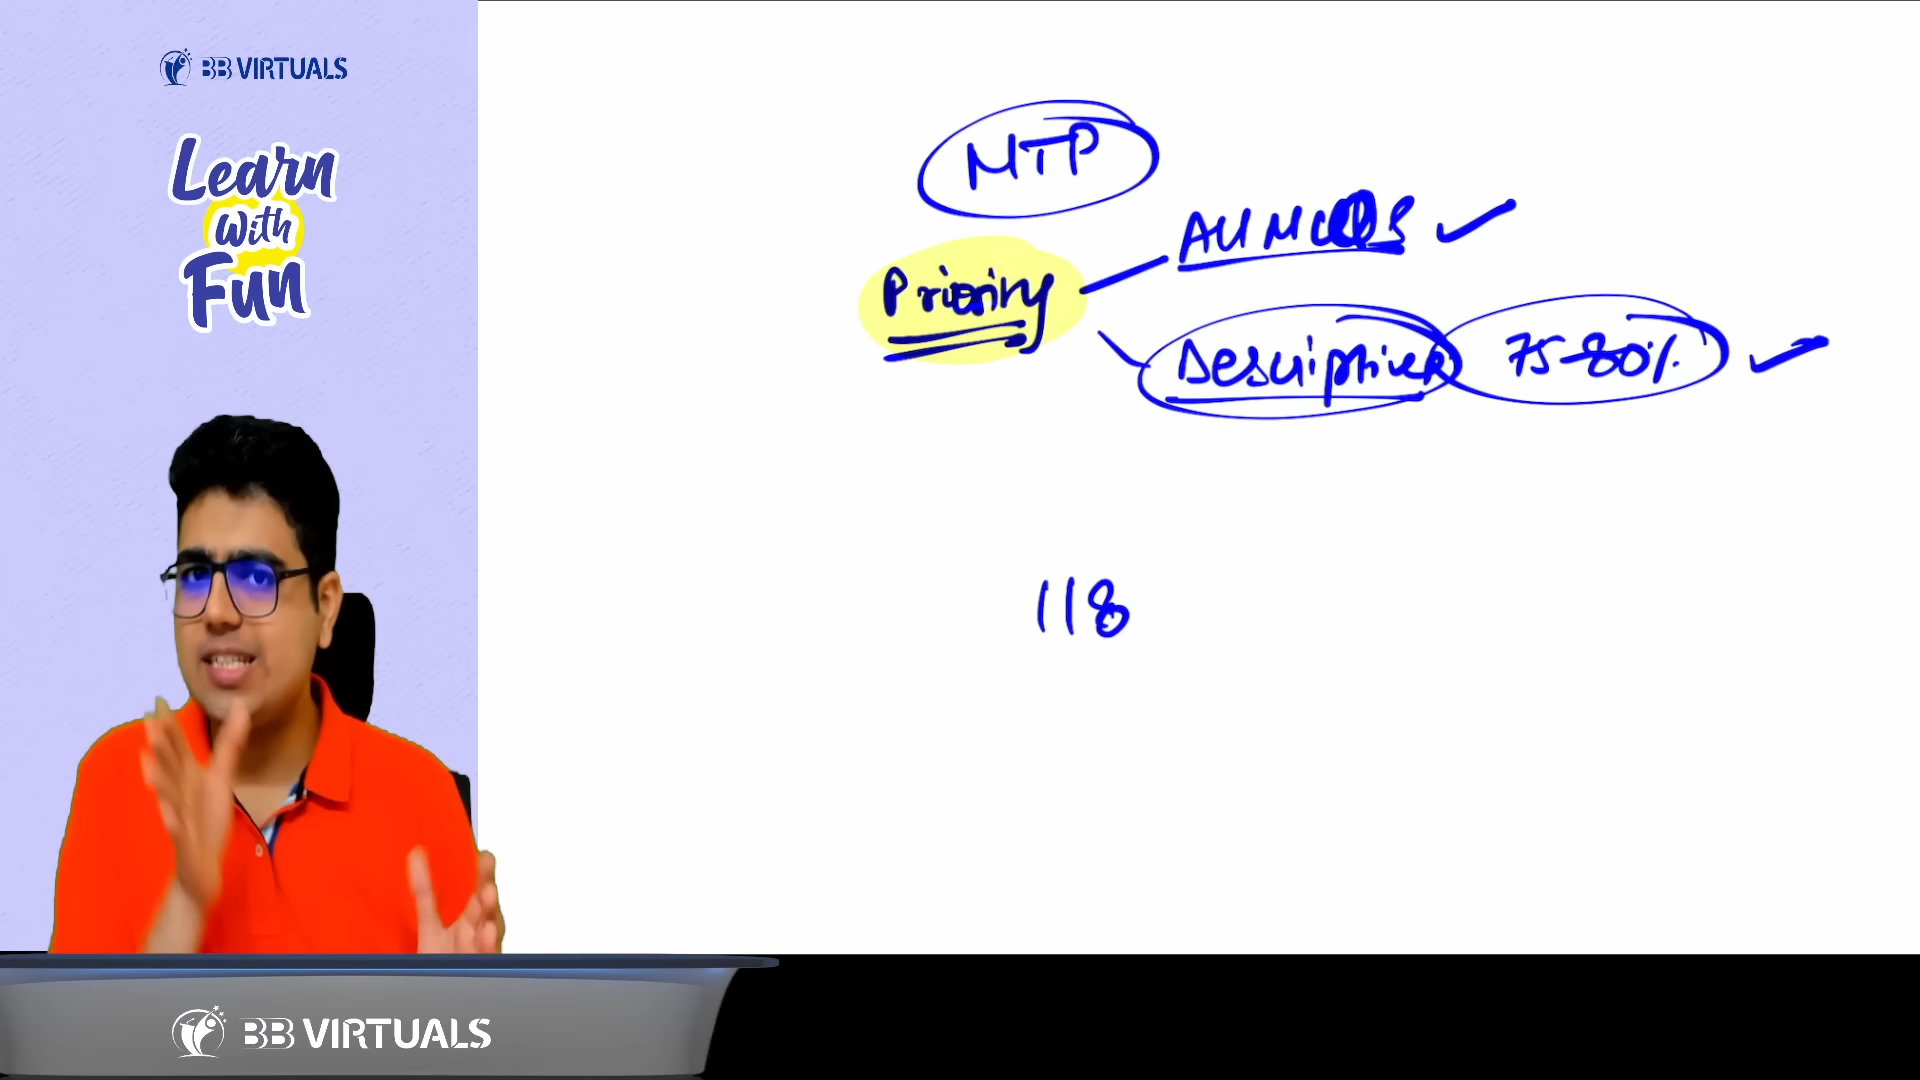 BB VIRTUALS
Learn
With
Fun
MTP
All MCQs
Priority
Descriptive 75-80%
118
BB VIRTUALS